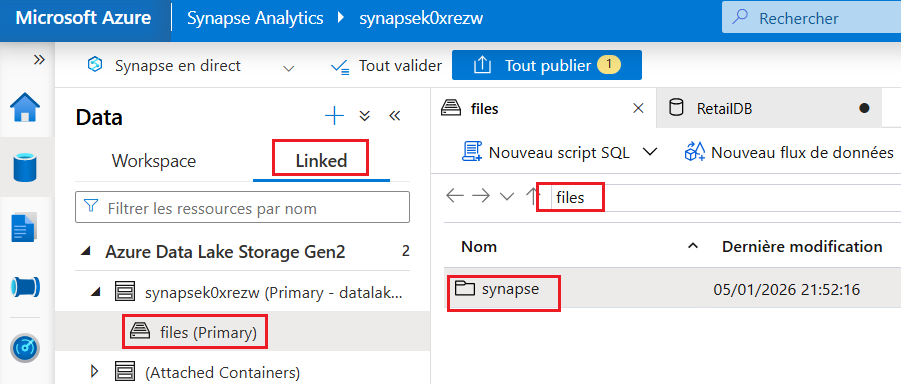 Microsoft Azure
Synapse Analytics
synapsek0xrezw
Rechercher
Synapse en direct
Tout valider
Tout publier
1
Data
Workspace
Linked
Filtrer les ressources par nom
Azure Data Lake Storage Gen2
2
synapsek0xrezw (Primary - datalak...
files (Primary)
(Attached Containers)
files
RetailDB
Nouveau script SQL
Nouveau flux de données
files
Nom
Dernière modification
synapse
05/01/2026 21:52:16